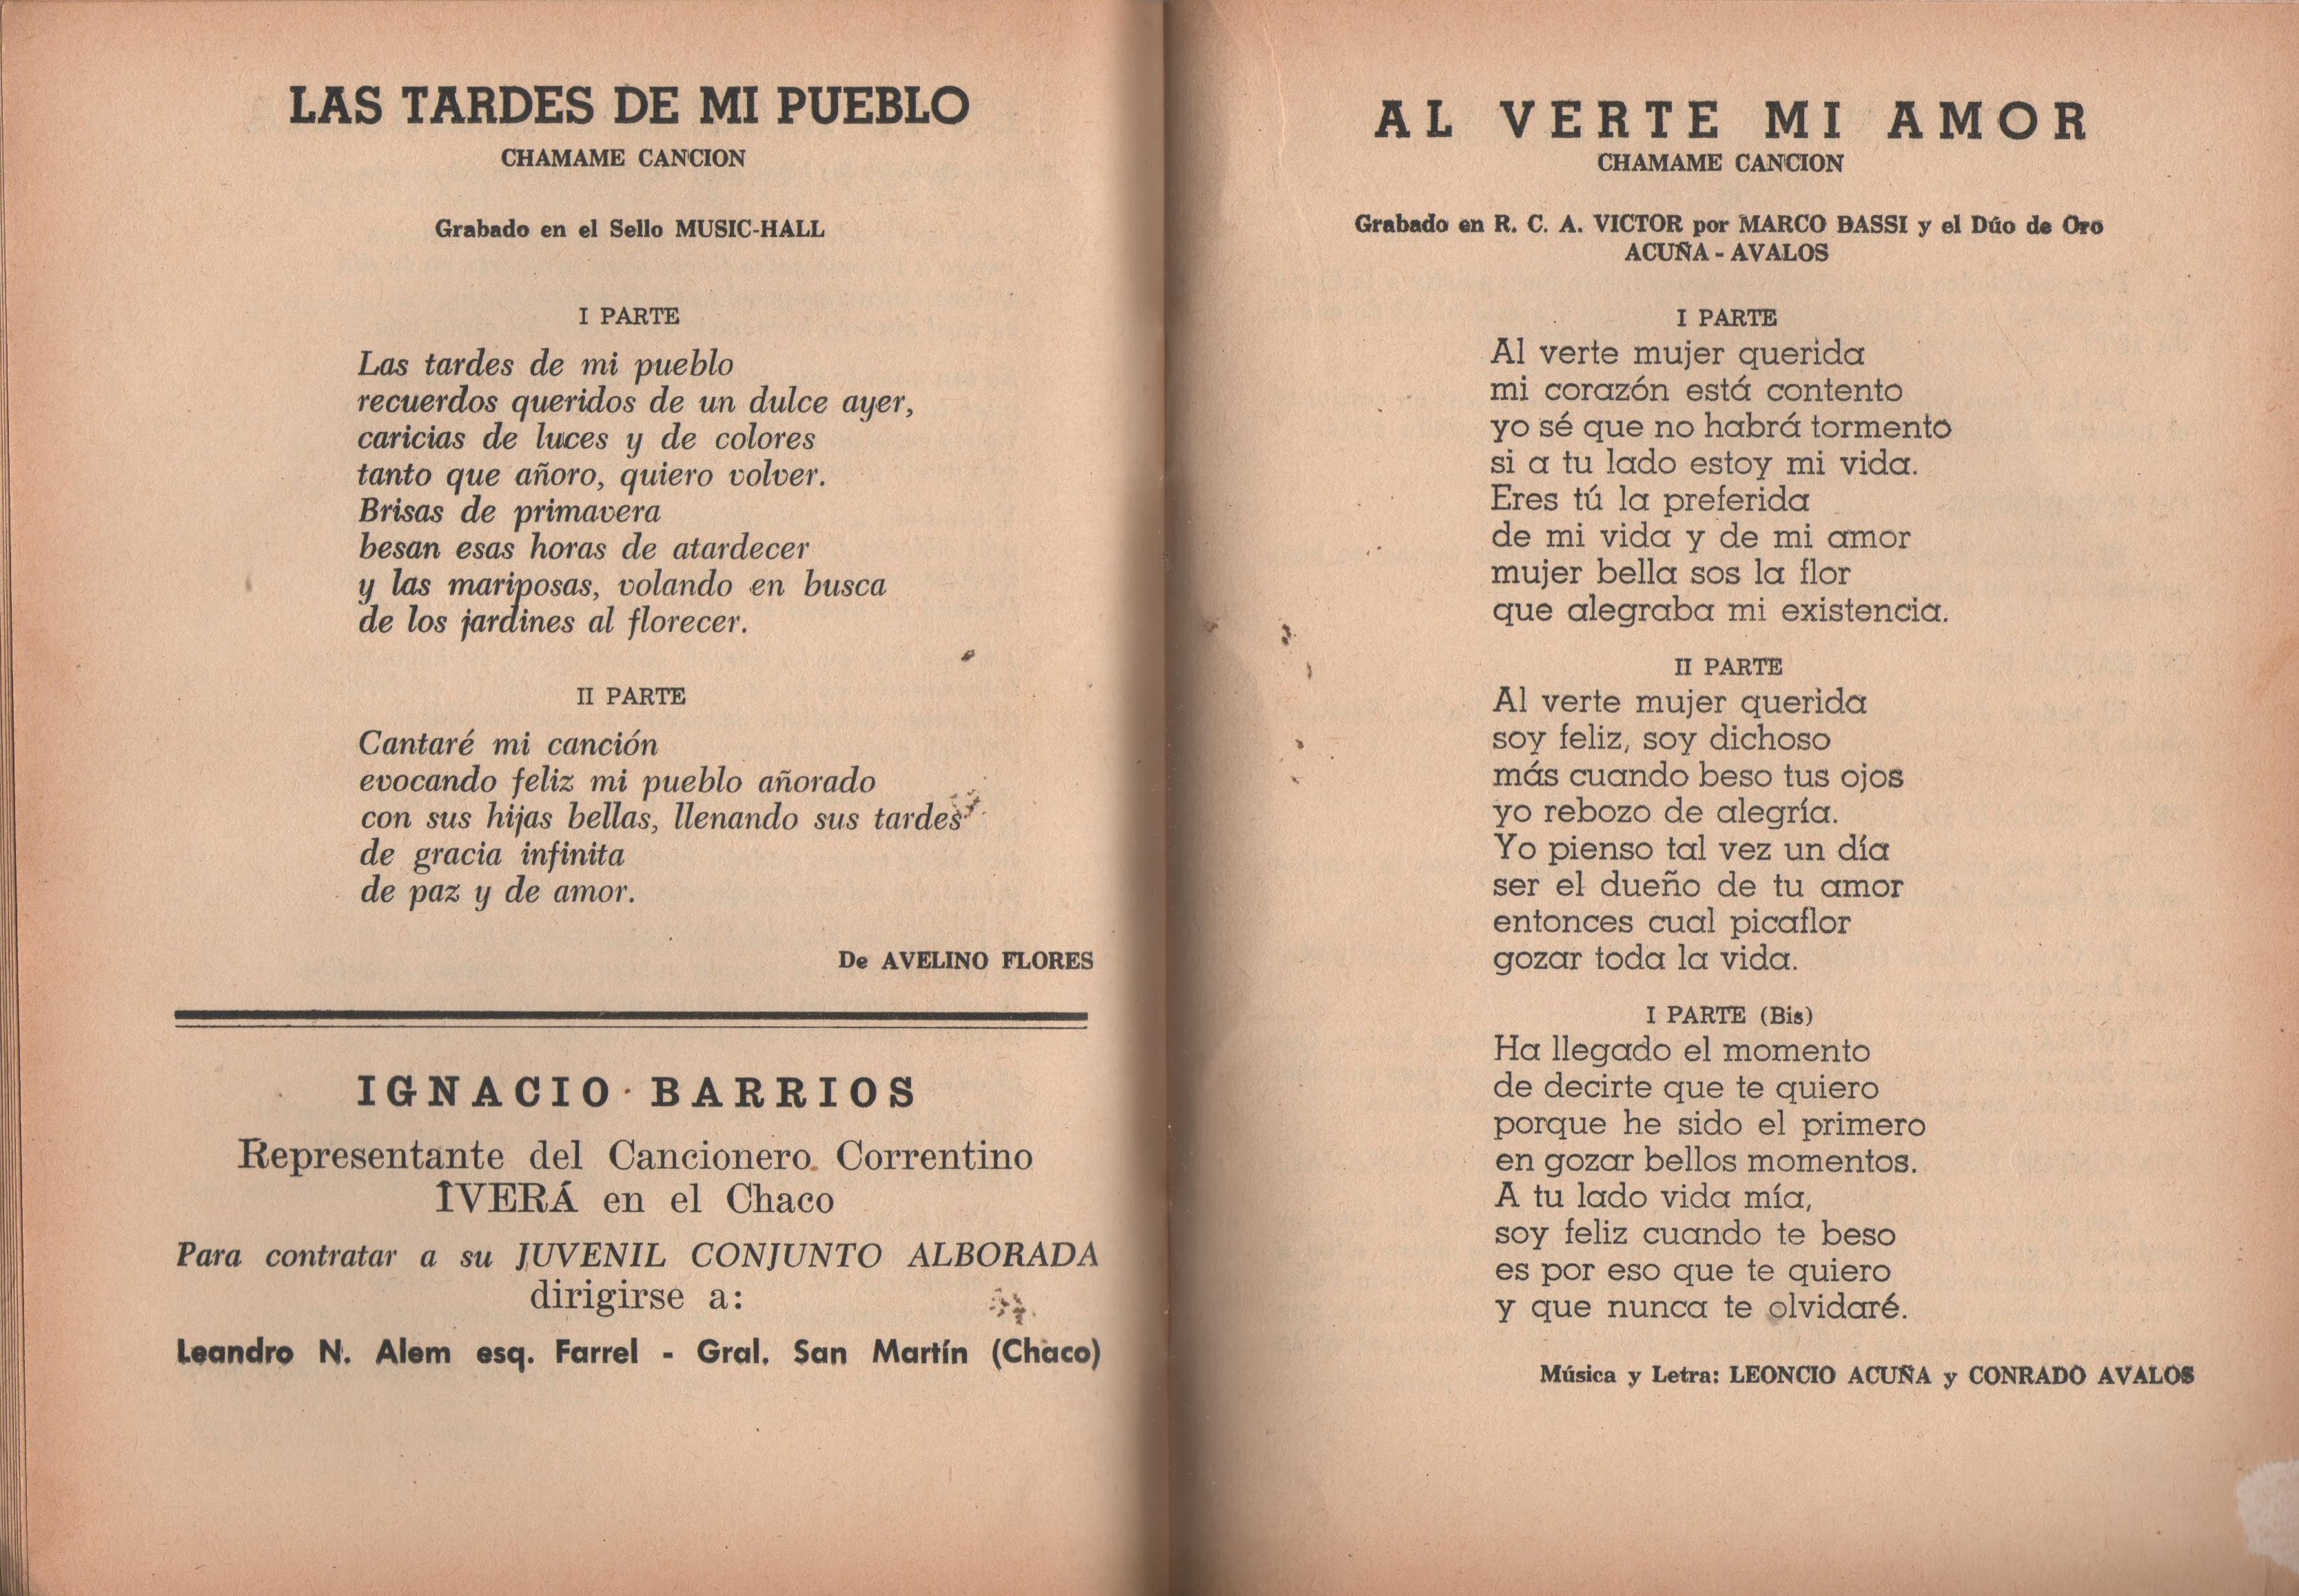 LAS TARDES DE MI PUEBLO
CHAMAME CANCION
Grabado en el Sello MUSIC-HALL
I PARTE
Las tardes de mi pueblo
recuerdos queridos de un dulce ayer,
caricias de luces y de colores
tanto que añoro, quiero volver.
Brisas de primavera
besan esas horas de atardecer
y las mariposas, volando en busca
de los jardines al florecer.
II PARTE
Cantaré mi canción
evocando feliz mi pueblo añorado
con sus hijas bellas, llenando sus tardes
de gracia infinita
de paz y de amor.
De AVELINO FLORES
IGNACIO BARRIOS
Representante del Cancionero Correntino
ÎVERÁ en el Chaco
Para contratar a su JUVENIL CONJUNTO ALBORADA
dirigirse a:
Leandro N. Alem esq. Farrel - Gral. San Martín (Chaco)
AL VERTE MI AMOR
CHAMAME CANCION
Grabado en R. C. A. VICTOR por MARCO BASSI y el Dúo de Oro
ACUÑA - AVALOS
I PARTE
Al verte mujer querida
mi corazón está contento
yo sé que no habrá tormento
si a tu lado estoy mi vida.
Eres tú la preferida
de mi vida y de mi amor
mujer bella sos la flor
que alegraba mi existencia.
II PARTE
Al verte mujer querida
soy feliz, soy dichoso
más cuando beso tus ojos
yo rebozo de alegría.
Yo pienso tal vez un día
ser el dueño de tu amor
entonces cual picaflor
gozar toda la vida.
I PARTE (Bis)
Ha llegado el momento
de decirte que te quiero
porque he sido el primero
en gozar bellos momentos.
A tu lado vida mía,
soy feliz cuando te beso
es por eso que te quiero
y que nunca te olvidaré.
Música y Letra: LEONCIO ACUÑA y CONRADO AVALOS